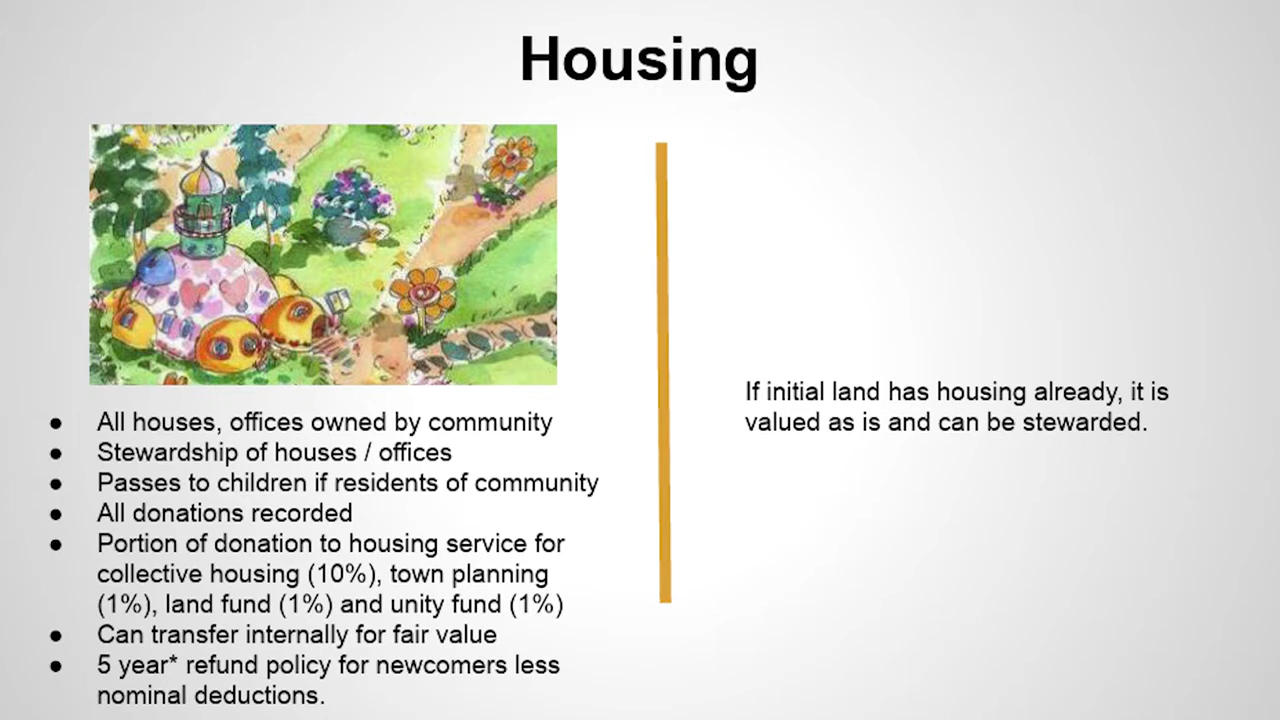 Housing
● All houses, offices owned by community
● Stewardship of houses / offices
● Passes to children if residents of community
● All donations recorded
● Portion of donation to housing service for
collective housing (10%), town planning
(1%), land fund (1%) and unity fund (1%)
● Can transfer internally for fair value
● 5 year* refund policy for newcomers less
nominal deductions.
If initial land has housing already, it is
valued as is and can be stewarded.